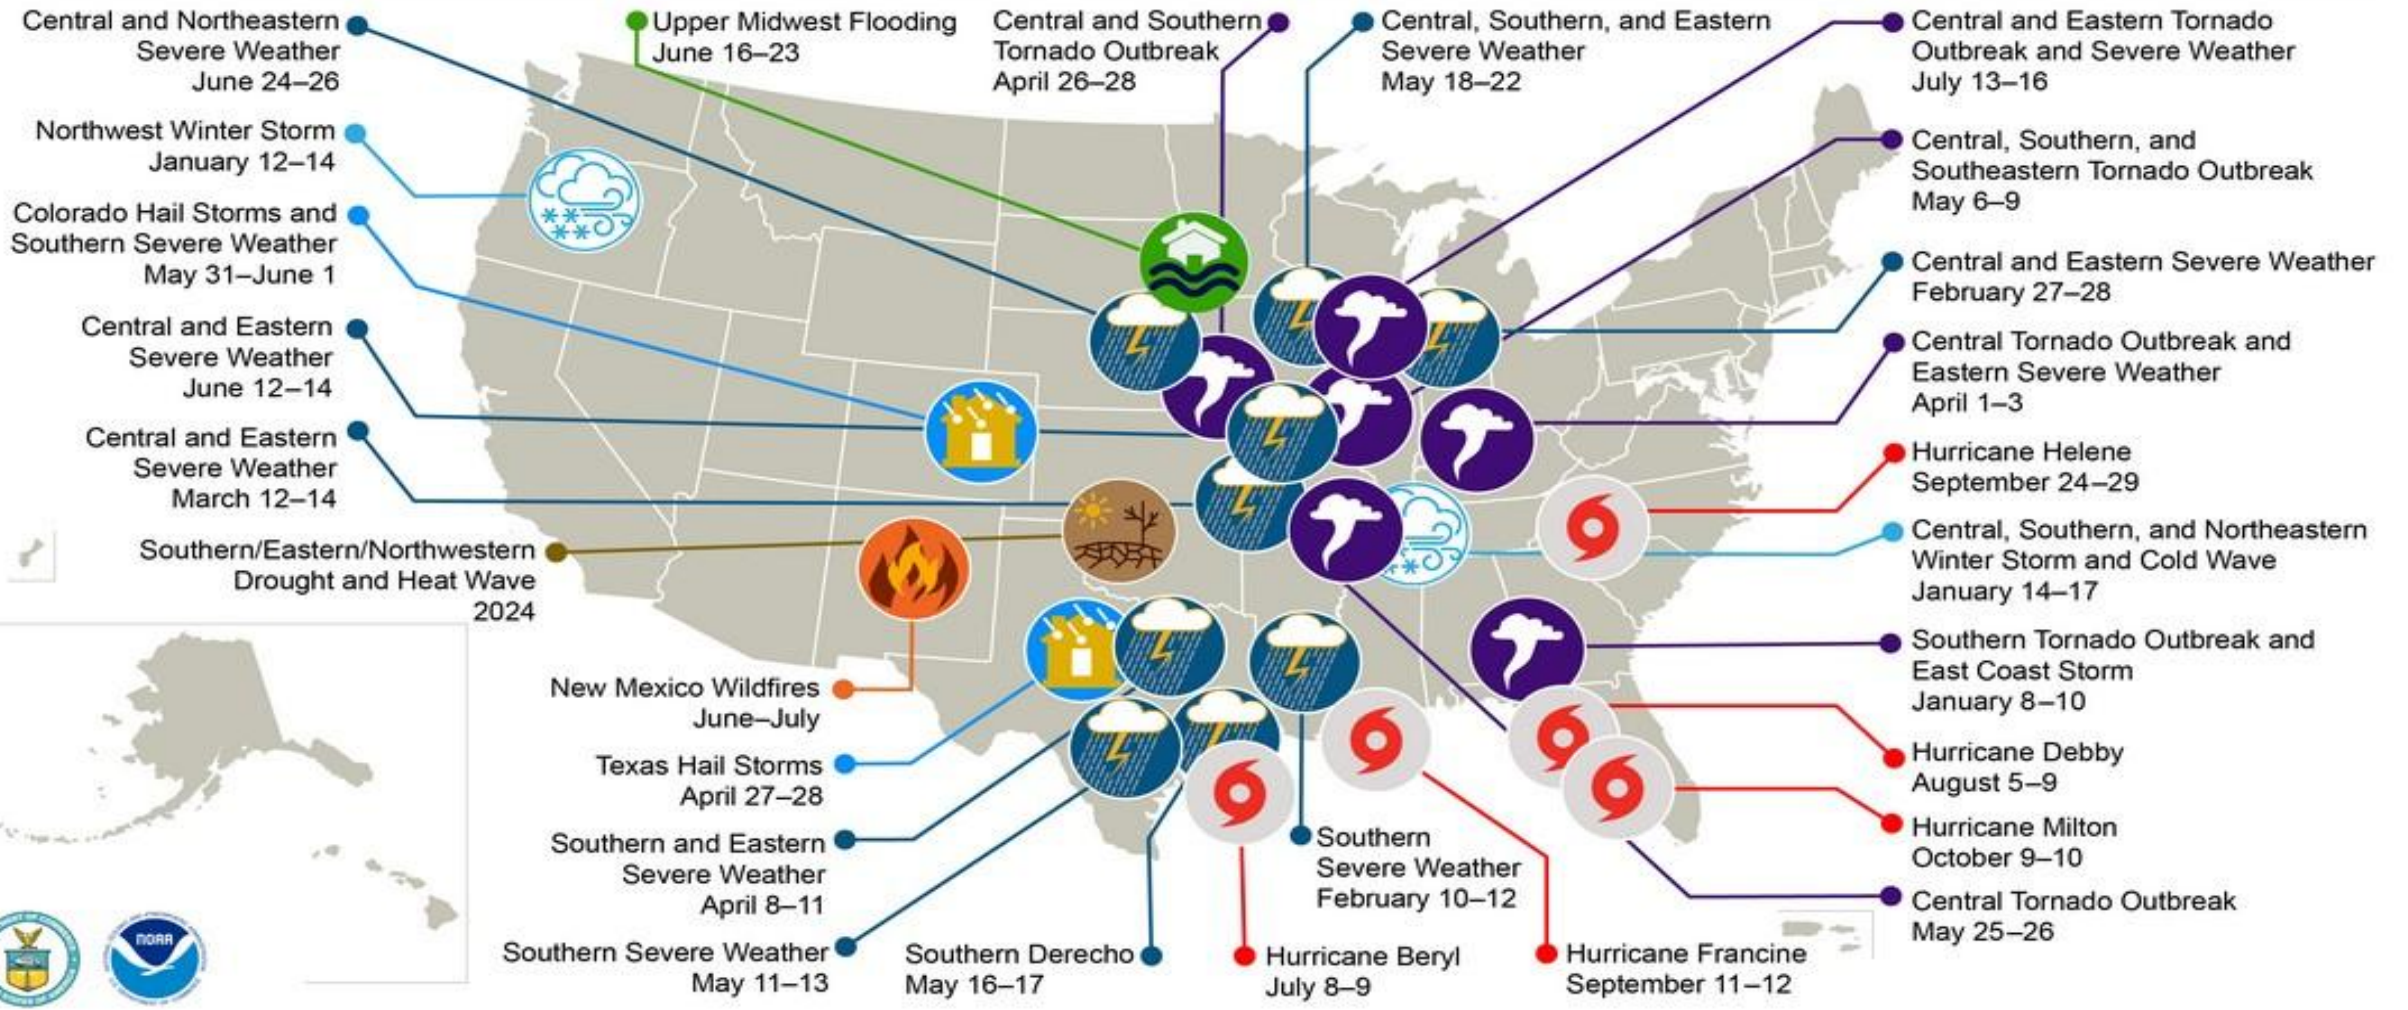 Central and Northeastern
Severe Weather
June 24–26
Upper Midwest Flooding
June 16–23
Central and Southern
Tornado Outbreak
April 26–28
Central, Southern, and Eastern
Severe Weather
May 18–22
Central and Eastern Tornado
Outbreak and Severe Weather
July 13–16
Northwest Winter Storm
January 12–14
Central, Southern, and
Southeastern Tornado Outbreak
May 6–9
Colorado Hail Storms and
Southern Severe Weather
May 31–June 1
Central and Eastern Severe Weather
February 27–28
Central and Eastern
Severe Weather
June 12–14
Central Tornado Outbreak and
Eastern Severe Weather
April 1–3
Central and Eastern
Severe Weather
March 12–14
Hurricane Helene
September 24–29
Southern/Eastern/Northwestern
Drought and Heat Wave
2024
Central, Southern, and Northeastern
Winter Storm and Cold Wave
January 14–17
New Mexico Wildfires
June–July
Southern Tornado Outbreak and
East Coast Storm
January 8–10
Texas Hail Storms
April 27–28
Hurricane Debby
August 5–9
Southern and Eastern
Severe Weather
April 8–11
Southern
Severe Weather
February 10–12
Hurricane Milton
October 9–10
Central Tornado Outbreak
May 25–26
Southern Severe Weather
May 11–13
Southern Derecho
May 16–17
Hurricane Beryl
July 8–9
Hurricane Francine
September 11–12
NOAA